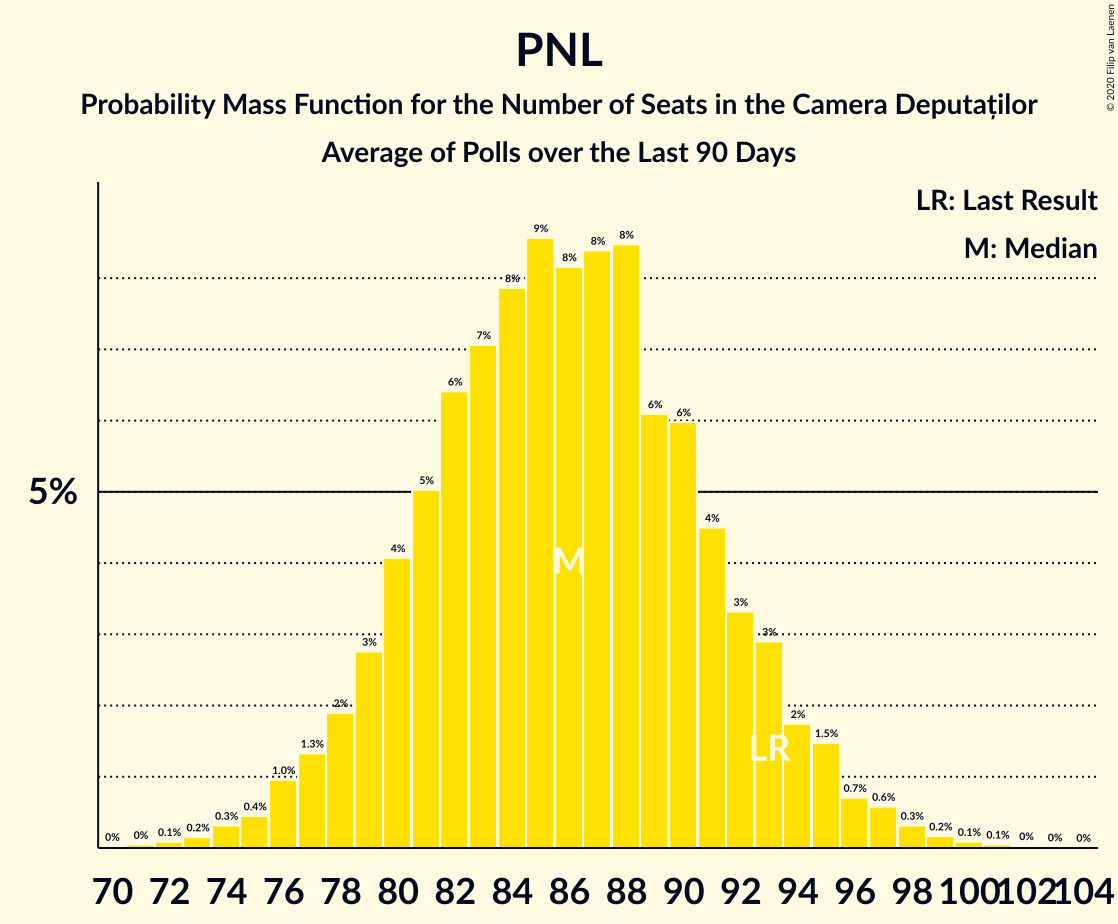 PNL
Probability Mass Function for the Number of Seats in the Camera Deputaților
Average of Polls over the Last 90 Days
© 2020 Filip van Laenen
LR: Last Result
M: Median
5%
0% 0% 0.1% 0.2% 0.3% 0.4% 1.0% 1.3% 2% 3% 4% 5% 6% 7% 8% 9% 8% 8% 8% 6% 6% 4% 3% 3% 2% 1.5% 0.7% 0.6% 0.3% 0.2% 0.1% 0.1% 0% 0% 0%
M
LR
70 72 74 76 78 80 82 84 86 88 90 92 94 96 98 100 102 104